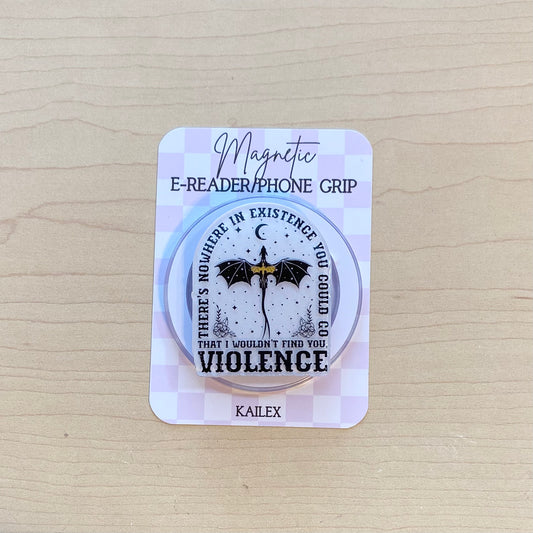 Magnetic
E-READER/PHONE GRIP
THERE'S NOWHERE IN EXISTENCE YOU COULD GO
THAT I WOULDN'T FIND YOU,
VIOLENCE
KAILEX